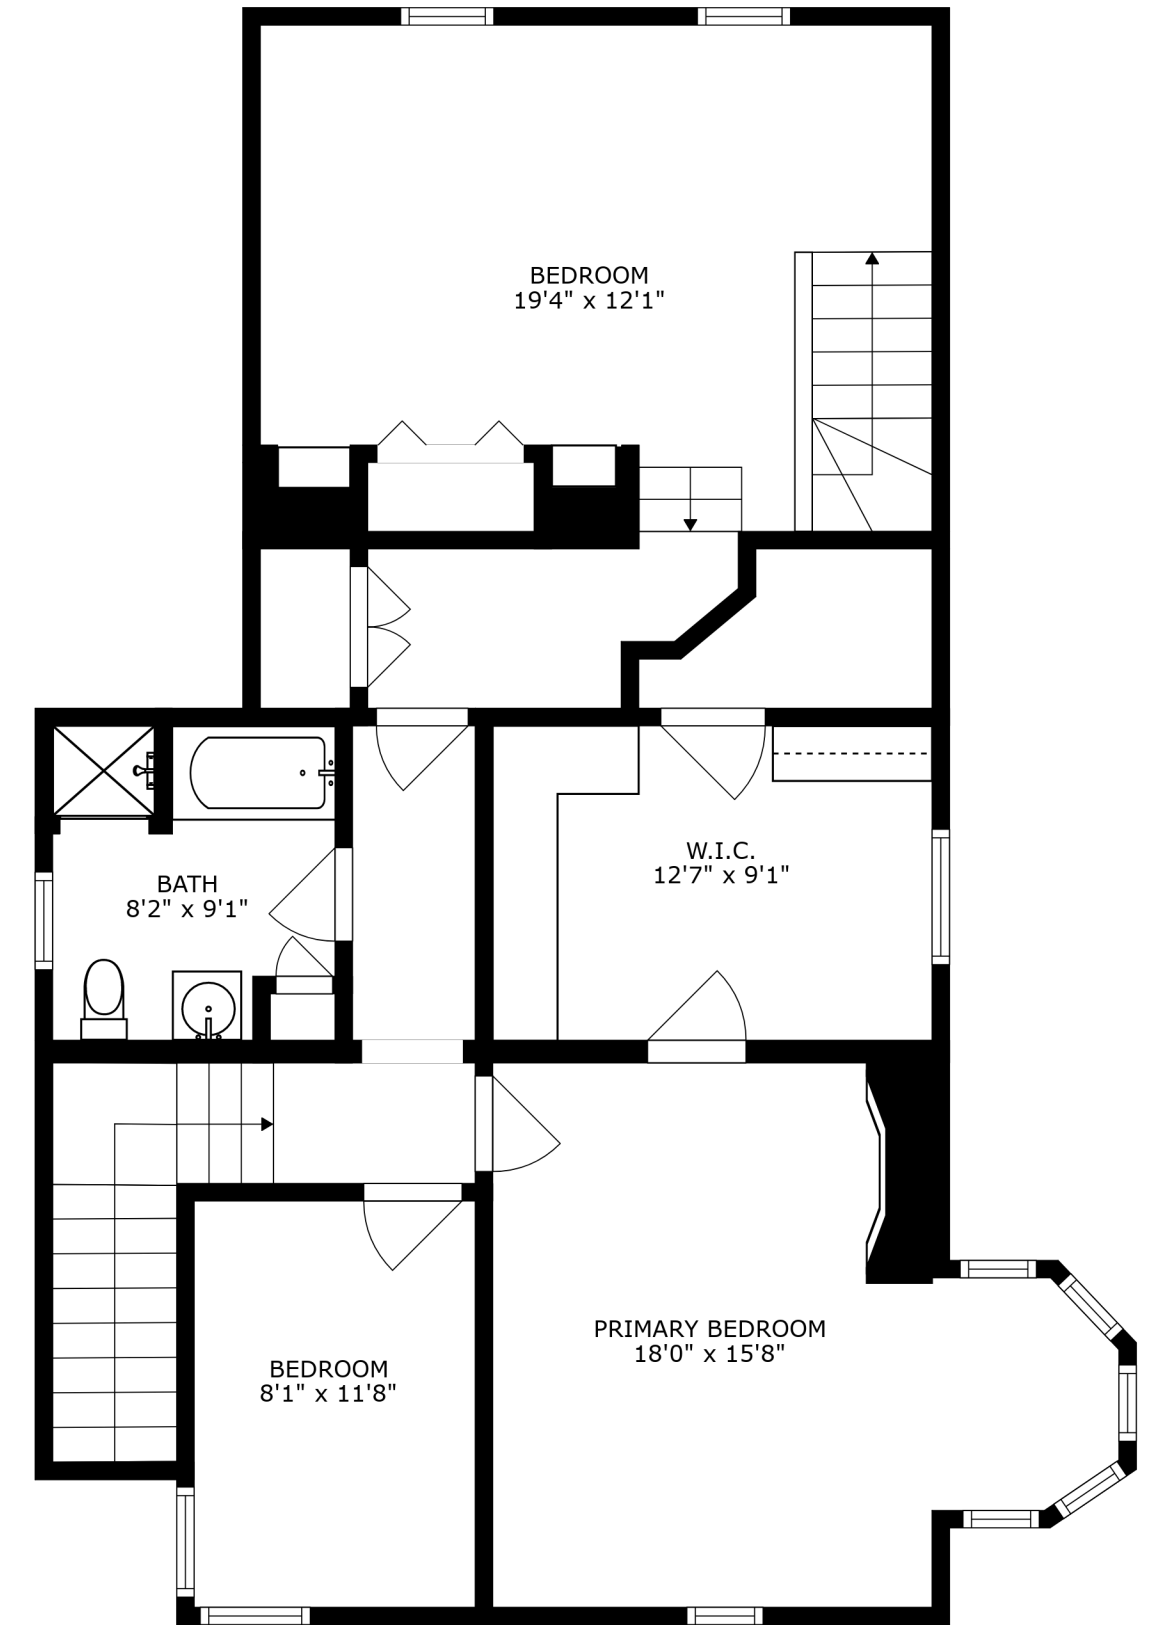 BEDROOM
19'4" x 12'1"
W.I.C.
12'7" x 9'1"
BATH
8'2" x 9'1"
PRIMARY BEDROOM
18'0" x 15'8"
BEDROOM
8'1" x 11'8"